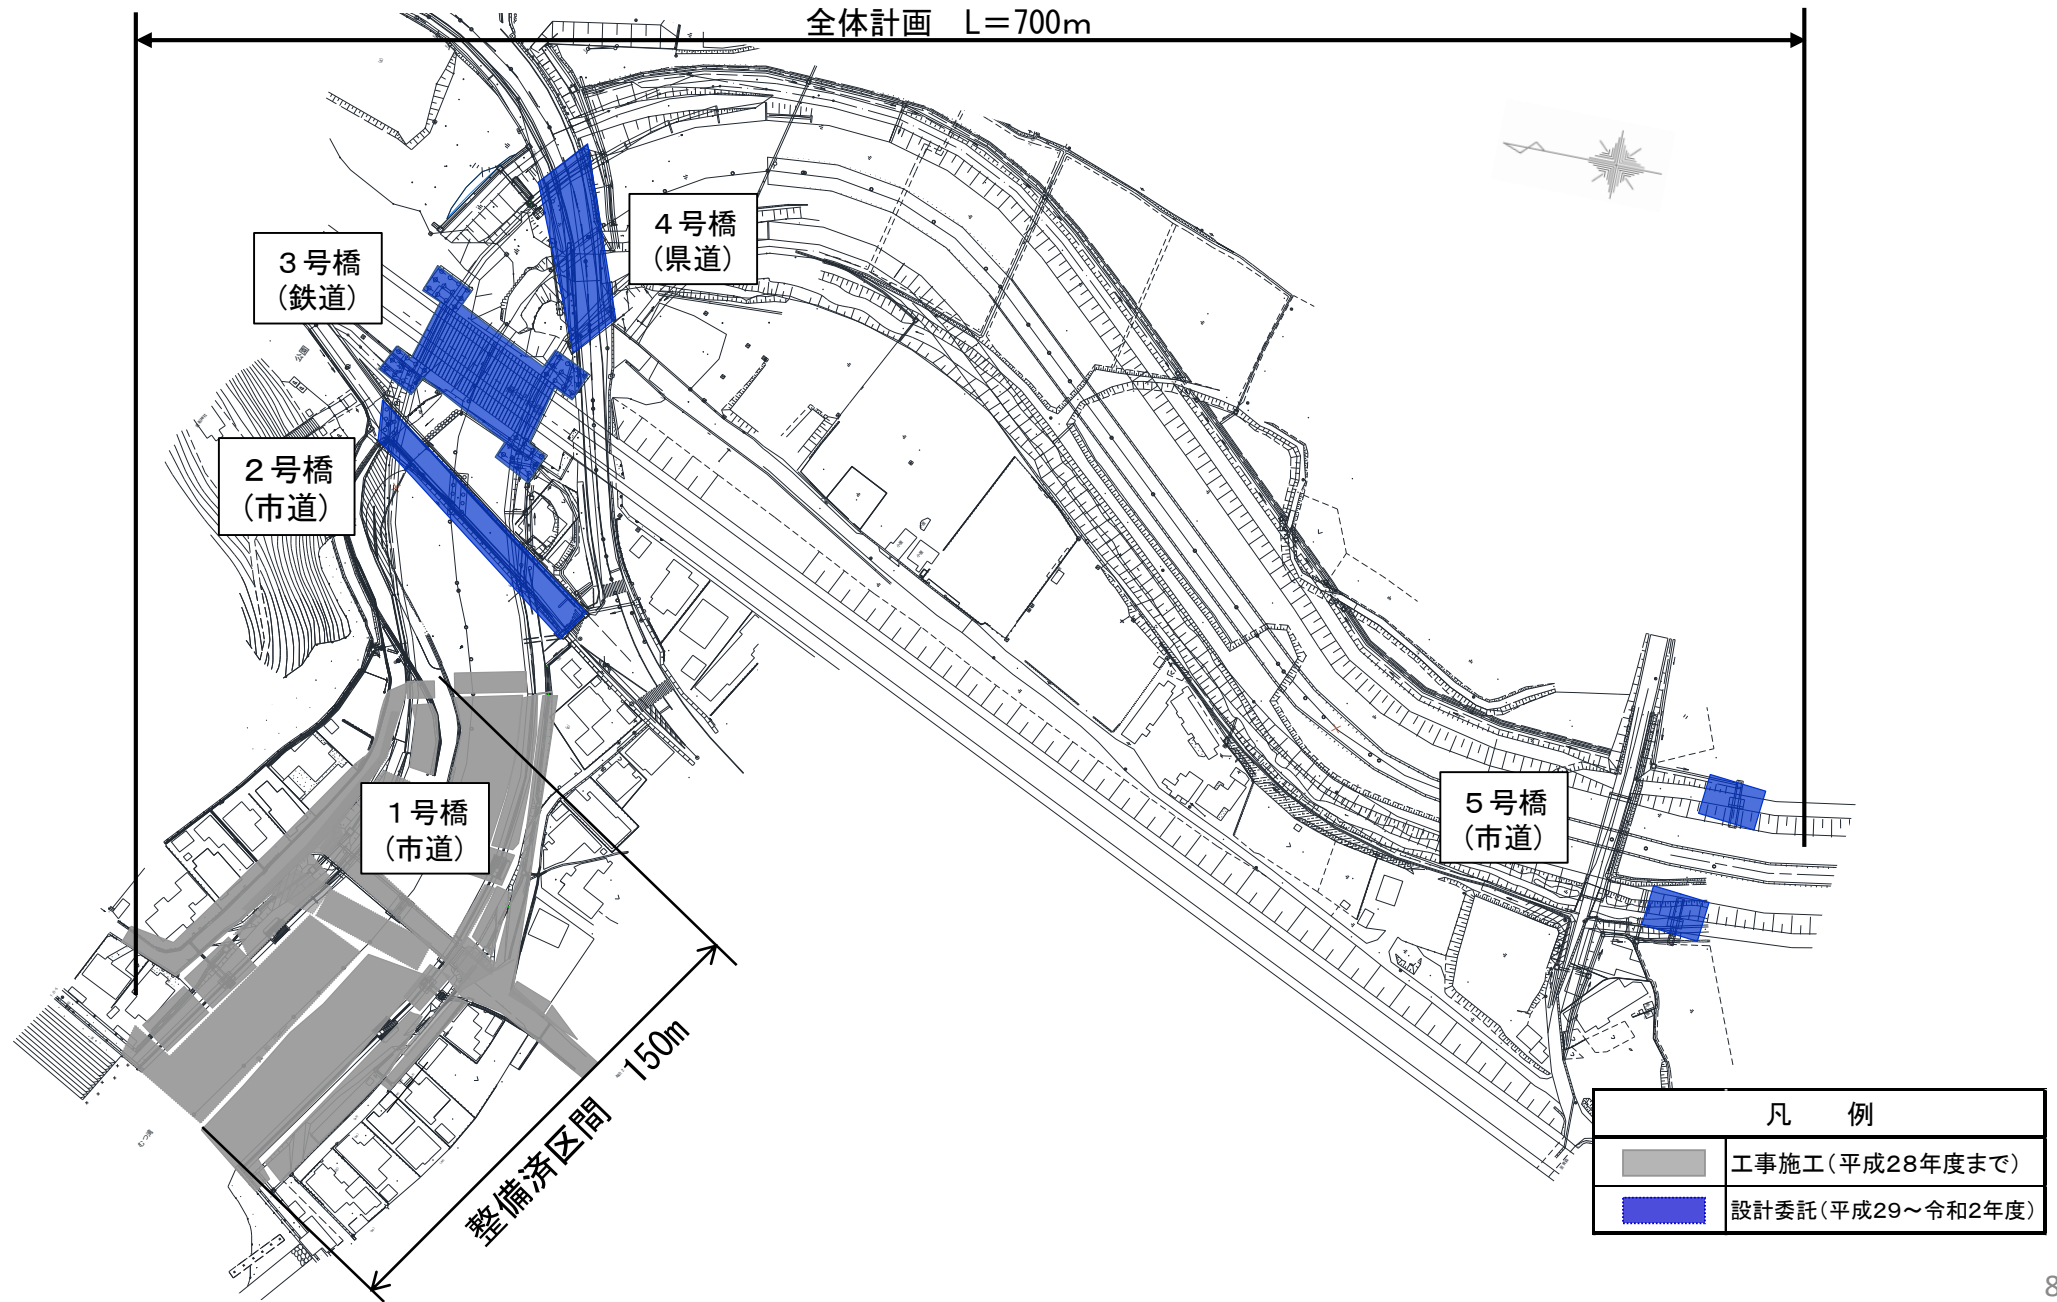 全体計画　L＝700m
４号橋
（県道）
３号橋
（鉄道）
公園
２号橋
（市道）
１号橋
（市道）
５号橋
（市道）
整備済区間　150m
凡　例
工事施工（平成28年度まで）
設計委託（平成29～令和2年度）
8